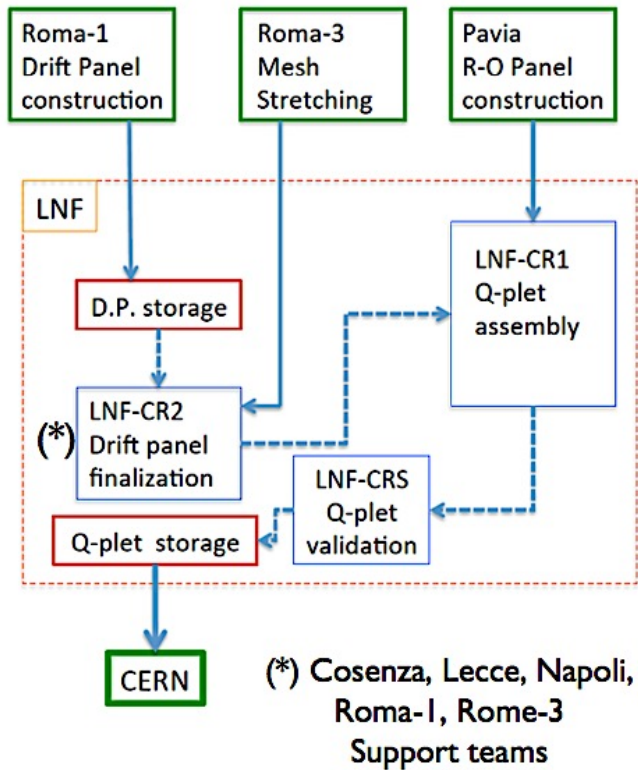 Roma-1
Drift Panel
construction
Roma-3
Mesh
Stretching
Pavia
R-O Panel
construction
LNF
LNF-CR1
Q-plet
assembly
D.P. storage
(*)
LNF-CR2
Drift panel
finalization
LNF-CRS
Q-plet
validation
Q-plet storage
CERN
(*) Cosenza, Lecce, Napoli,
Roma-1, Rome-3
Support teams